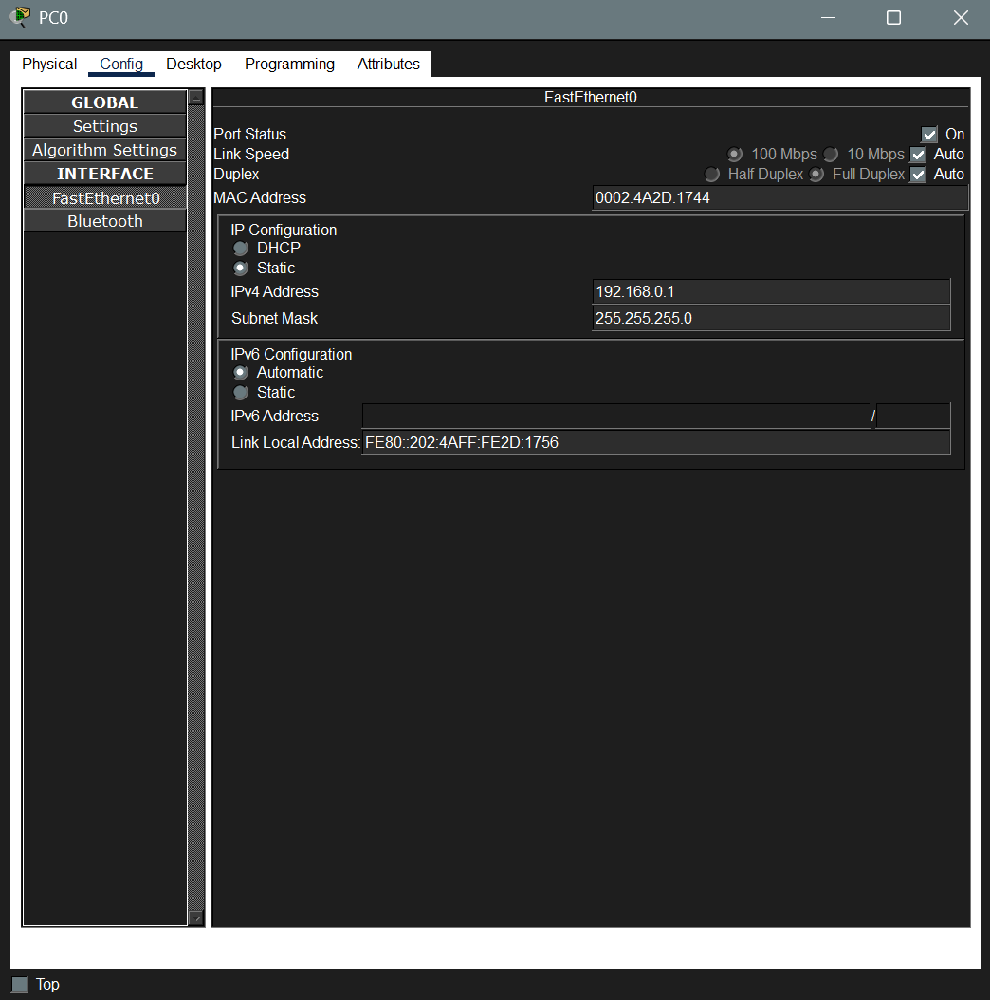 PC0
Physical Config Desktop Programming Attributes
GLOBAL
Settings
Algorithm Settings
INTERFACE
FastEthernet0
Bluetooth
FastEthernet0
Port Status On
Link Speed 100 Mbps 10 Mbps Auto
Duplex Half Duplex Full Duplex Auto
MAC Address 0002.4A2D.1744
IP Configuration
DHCP
Static
IPv4 Address 192.168.0.1
Subnet Mask 255.255.255.0
IPv6 Configuration
Automatic
Static
IPv6 Address /
Link Local Address: FE80::202:4AFF:FE2D:1756
Top